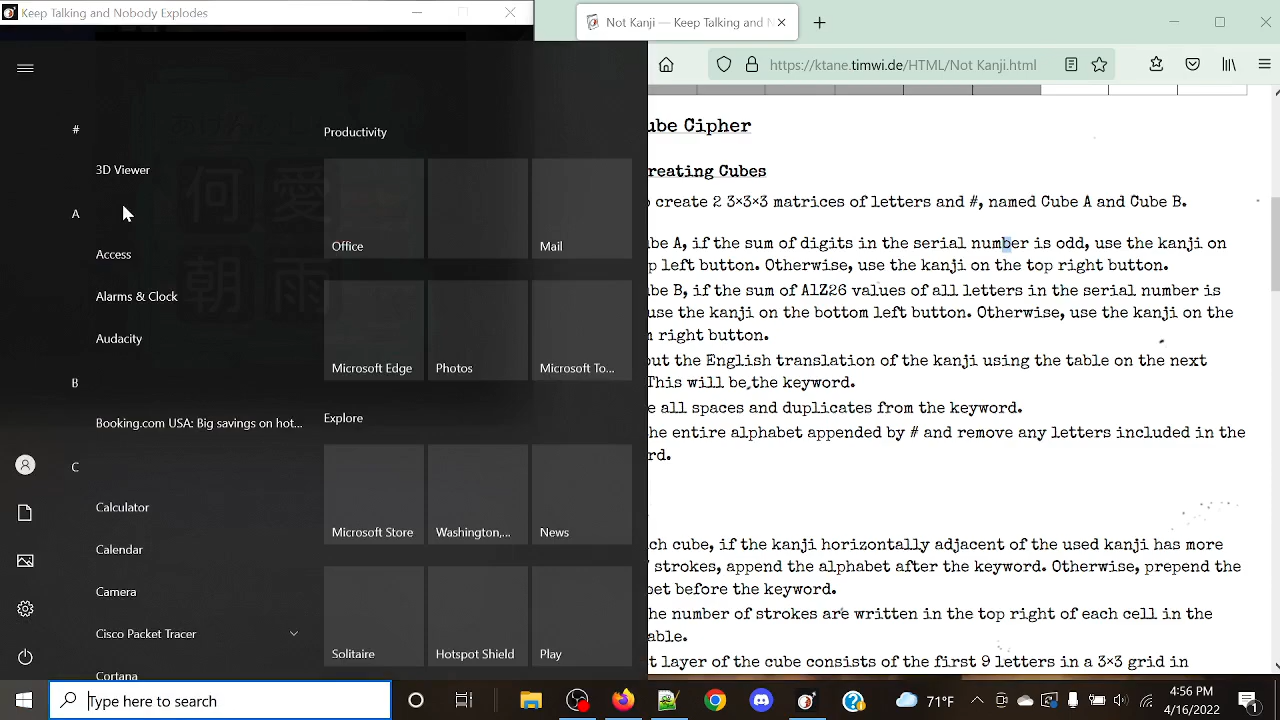 Keep Talking and Nobody Explodes
Not Kanji — Keep Talking and N
https://ktane.timwi.de/HTML/Not Kanji.html
#
3D Viewer
A
Access
Alarms & Clock
Audacity
B
Booking.com USA: Big savings on hot...
C
Calculator
Calendar
Camera
Cisco Packet Tracer
Cortana
Productivity
Office
Mail
Microsoft Edge
Photos
Microsoft To...
Explore
Microsoft Store
Washington,...
News
Solitaire
Hotspot Shield
Play
何 愛
朝 雨
ube Cipher
reating Cubes
o create 2 3×3×3 matrices of letters and #, named Cube A and Cube B.
be A, if the sum of digits in the serial number is odd, use the kanji on
p left button. Otherwise, use the kanji on the top right button.
be B, if the sum of A1Z26 values of all letters in the serial number is
use the kanji on the bottom left button. Otherwise, use the kanji on the
m right button.
out the English translation of the kanji using the table on the next
This will be the keyword.
e all spaces and duplicates from the keyword.
he entire alphabet appended by # and remove any letters included in the
rd.
ch cube, if the kanji horizontally adjacent of the used kanji has more
f strokes, append the alphabet after the keyword. Otherwise, prepend the
bet before the keyword.
he number of strokes are written in the top right of each cell in the
able.
t layer of the cube consists of the first 9 letters in a 3×3 grid in
Type here to search
71°F
4:56 PM
4/16/2022
1